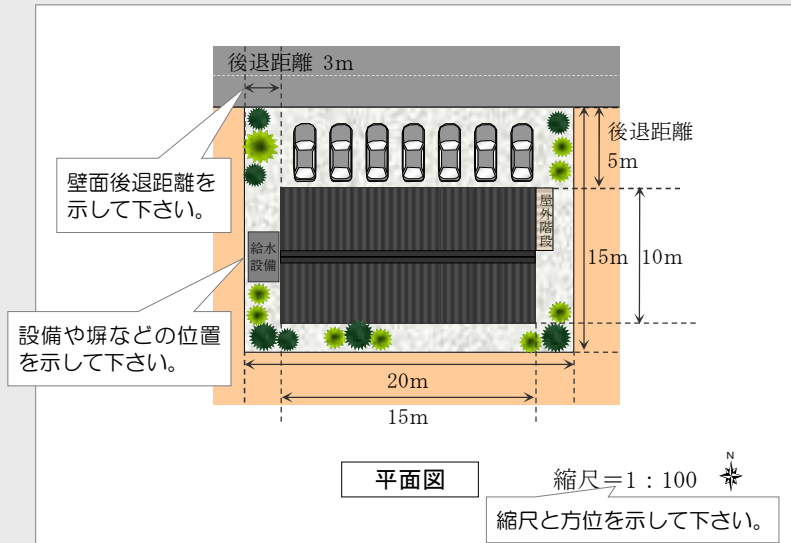 後退距離 3m
後退距離
5m
壁面後退距離を
示して下さい。
屋外階段
給水
設備
15m
10m
設備や塀などの位置
を示して下さい。
20m
15m
平面図
縮尺＝1：100
N
縮尺と方位を示して下さい。